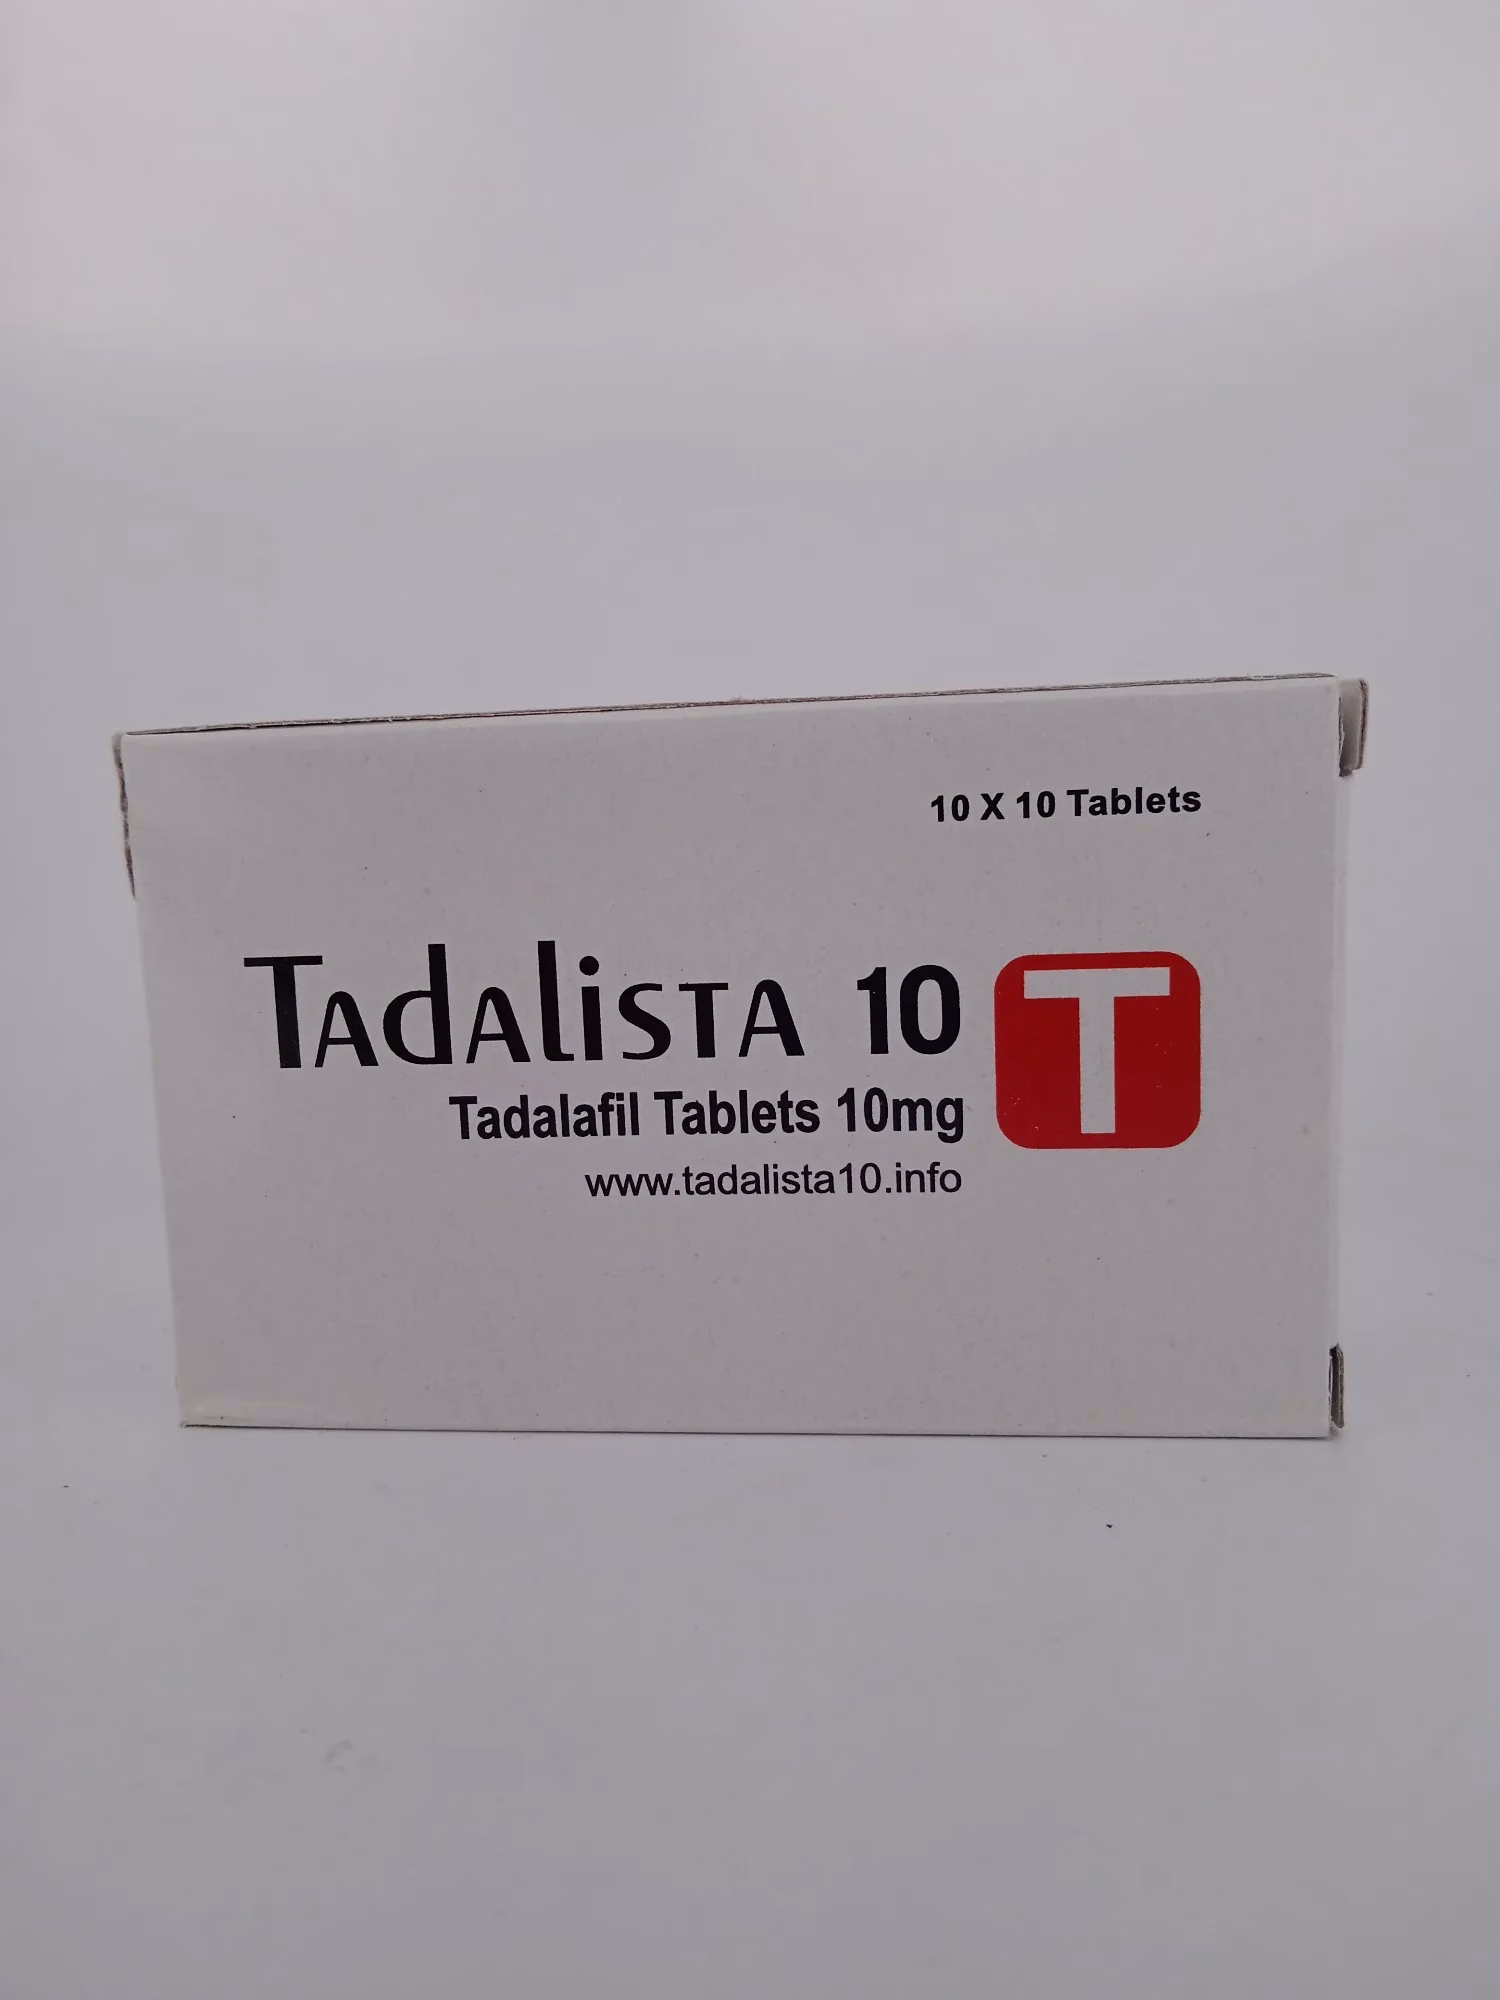 10 X 10 Tablets
Tadalista 10
T
Tadalafil Tablets 10mg
www.tadalista10.info